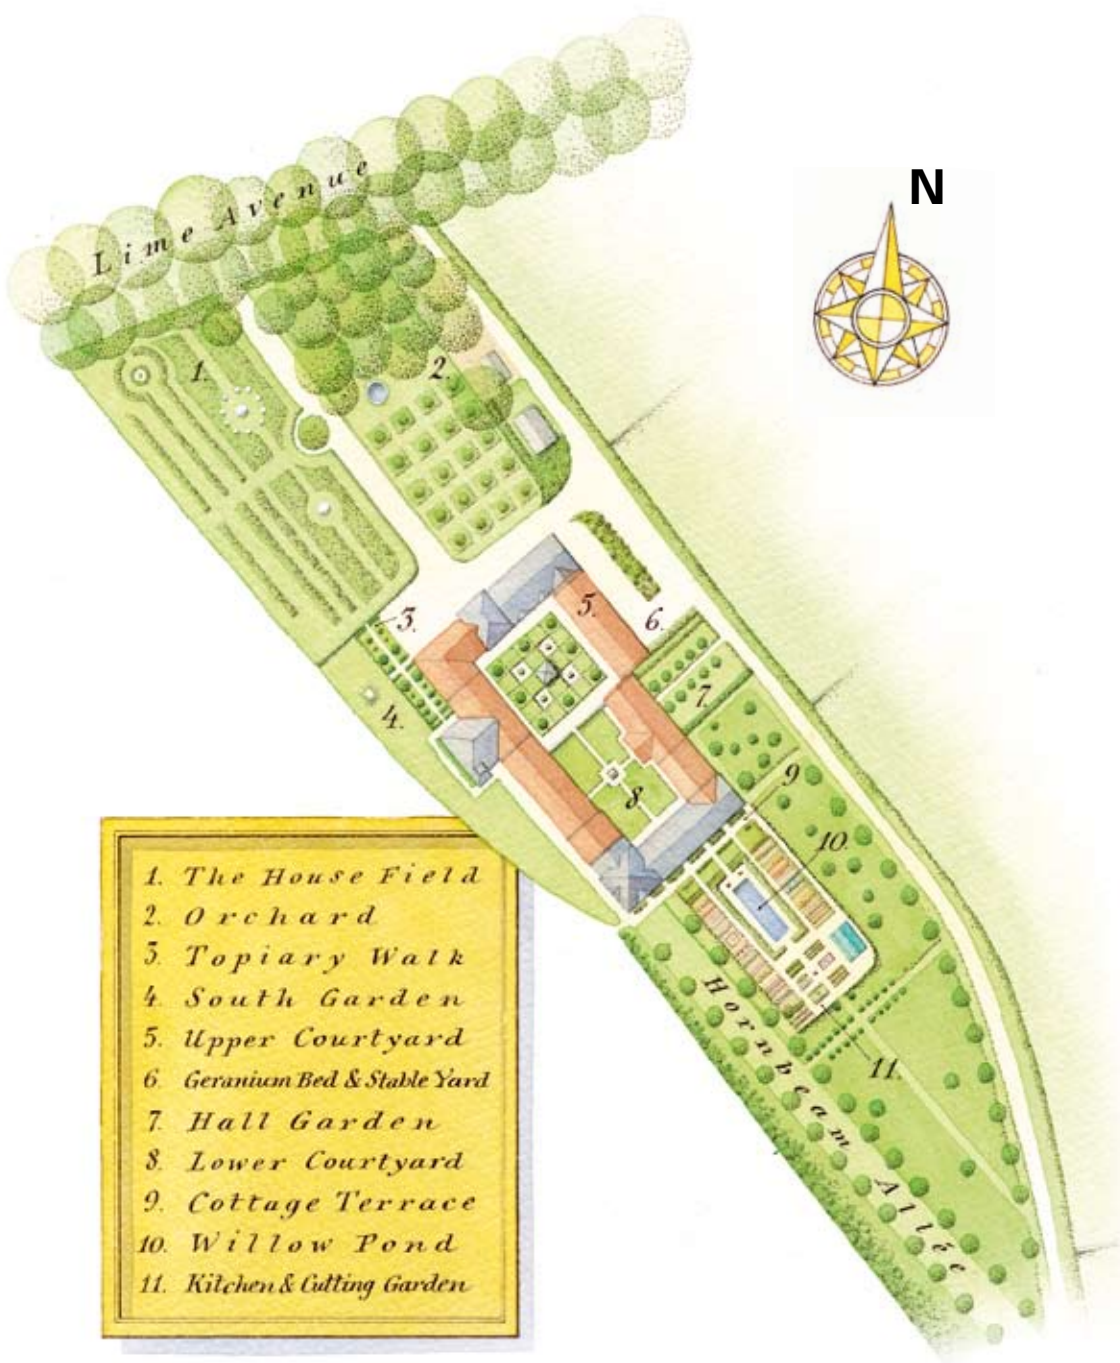 Lime Avenue
N
1.
2.
3.
4.
5.
6.
7.
8.
9
10.
11.
Hornbeam Allée
1. The House Field
2. Orchard
3. Topiary Walk
4. South Garden
5. Upper Courtyard
6. Geranium Bed & Stable Yard
7. Hall Garden
8. Lower Courtyard
9. Cottage Terrace
10. Willow Pond
11. Kitchen & Cutting Garden